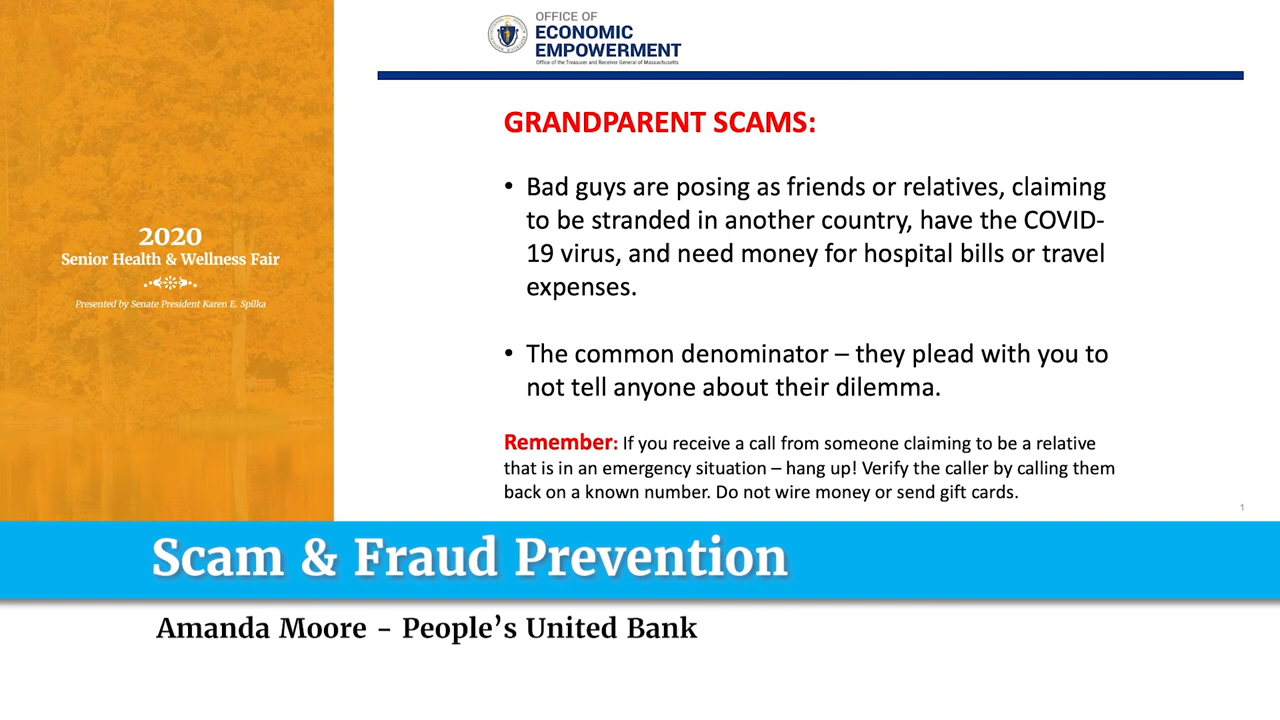 OFFICE OF
ECONOMIC
EMPOWERMENT
Office of the Treasurer and Receiver General of Massachusetts
GRANDPARENT SCAMS:
• Bad guys are posing as friends or relatives, claiming
to be stranded in another country, have the COVID-
19 virus, and need money for hospital bills or travel
expenses.
• The common denominator – they plead with you to
not tell anyone about their dilemma.
Remember: If you receive a call from someone claiming to be a relative
that is in an emergency situation – hang up! Verify the caller by calling them
back on a known number. Do not wire money or send gift cards.
1
2020
Senior Health & Wellness Fair
Presented by Senate President Karen E. Spilka
Scam & Fraud Prevention
Amanda Moore – People’s United Bank